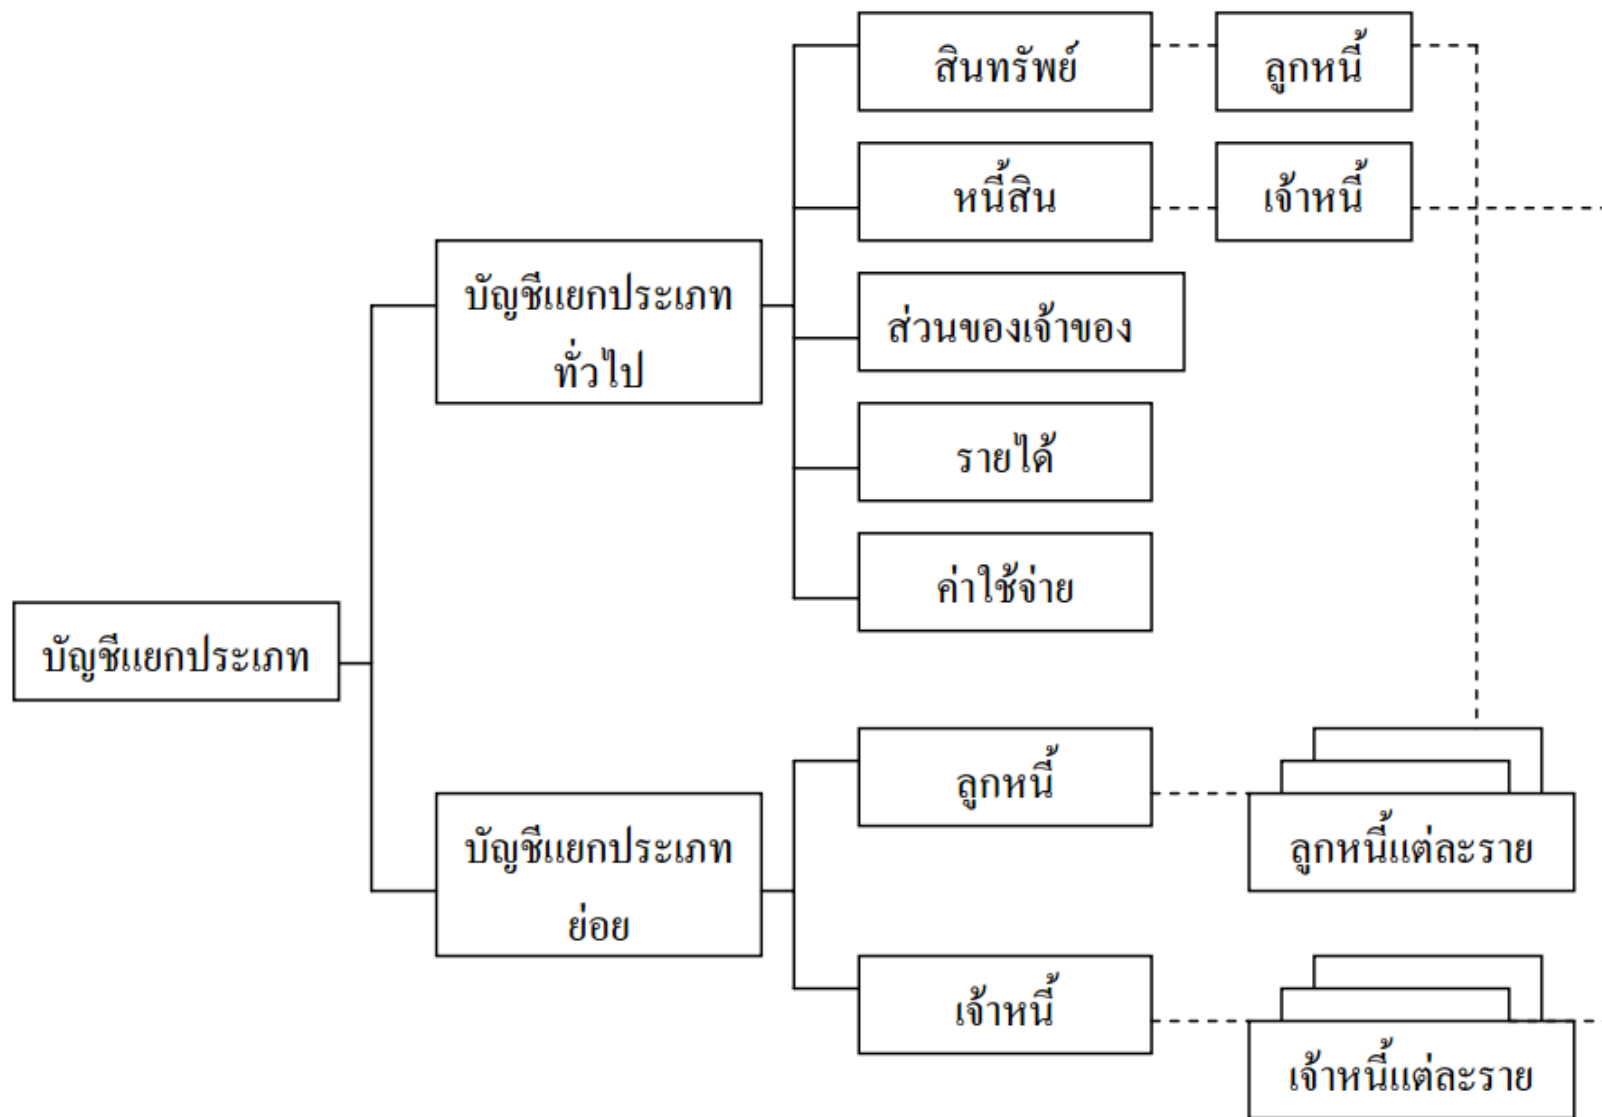 สินทรัพย์
ลูกหนี้
หนี้สิน
เจ้าหนี้
บัญชีแยกประเภท
ทั่วไป
ส่วนของเจ้าของ
รายได้
ค่าใช้จ่าย
บัญชีแยกประเภท
ลูกหนี้
บัญชีแยกประเภท
ย่อย
ลูกหนี้แต่ละราย
เจ้าหนี้
เจ้าหนี้แต่ละราย